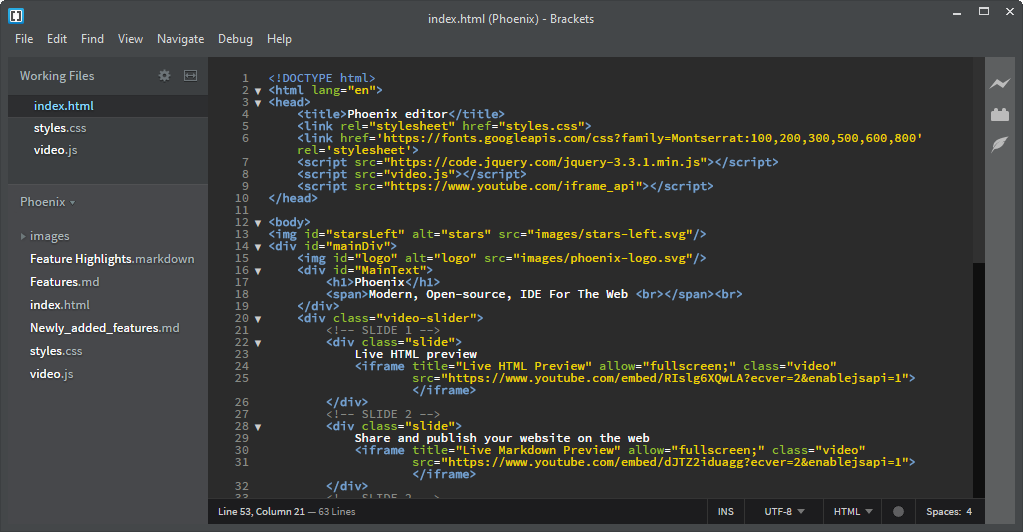 index.html (Phoenix) - Brackets
File Edit Find View Navigate Debug Help
Working Files
index.html
styles.css
video.js
Phoenix
images
Feature Highlights.markdown
Features.md
index.html
Newly_added_features.md
styles.css
video.js
1 <!DOCTYPE html>
2 <html lang="en">
3 <head>
4 <title>Phoenix editor</title>
5 <link rel="stylesheet" href="styles.css">
6 <link href='https://fonts.googleapis.com/css?family=Montserrat:100,200,300,500,600,800'
rel='stylesheet'>
7 <script src="https://code.jquery.com/jquery-3.3.1.min.js"></script>
8 <script src="video.js"></script>
9 <script src="https://www.youtube.com/iframe_api"></script>
10 </head>
11
12 <body>
13 <img id="starsLeft" alt="stars" src="images/stars-left.svg"/>
14 <div id="mainDiv">
15 <img id="logo" alt="logo" src="images/phoenix-logo.svg"/>
16 <div id="MainText">
17 <h1>Phoenix</h1>
18 <span>Modern, Open-source, IDE For The Web <br></span><br>
19 </div>
20 <div class="video-slider">
21 <!-- SLIDE 1 -->
22 <div class="slide">
23 Live HTML preview
24 <iframe title="Live HTML Preview" allow="fullscreen;" class="video"
25 src="https://www.youtube.com/embed/RIslg6XQwLA?ecver=2&enablejsapi=1">
</iframe>
26 </div>
27 <!-- SLIDE 2 -->
28 <div class="slide">
29 Share and publish your website on the web
30 <iframe title="Live Markdown Preview" allow="fullscreen;" class="video"
31 src="https://www.youtube.com/embed/dJTZ2iduagg?ecver=2&enablejsapi=1">
</iframe>
32 </div>
Line 53, Column 21 — 63 Lines INS UTF-8 HTML Spaces: 4